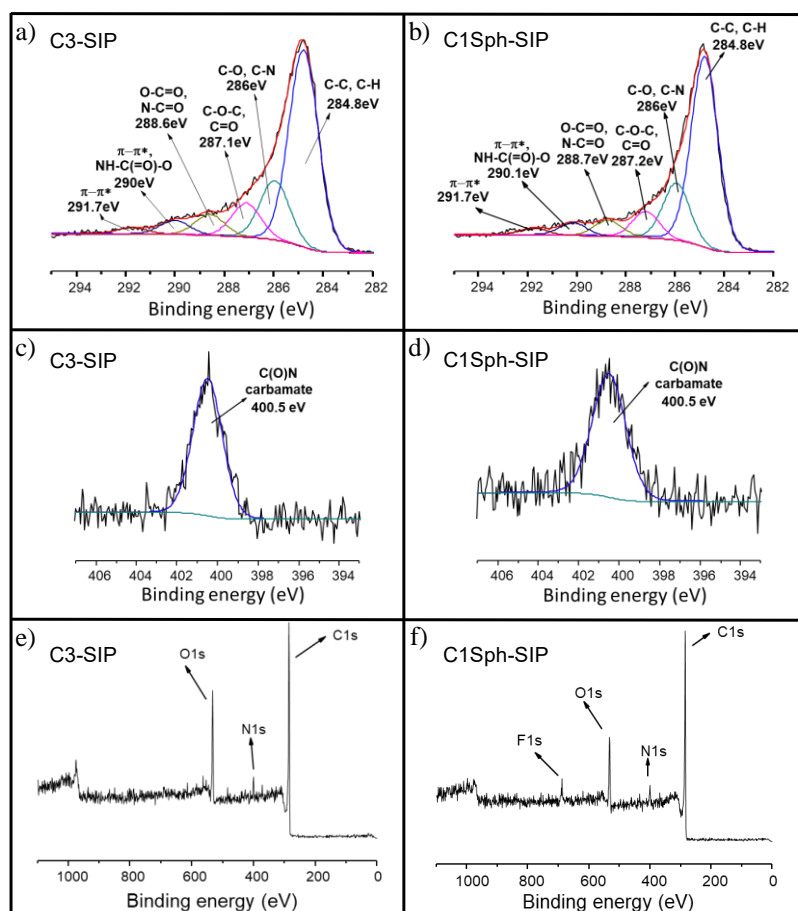 a) C3-SIP
O-C=O,
N-C=O
288.6eV
C-O, C-N
286eV
C-C, C-H
284.8eV
C-O-C,
C=O
287.1eV
π–π*,
NH-C(=O)-O
290eV
π–π*
291.7eV
294 292 290 288 286 284 282
Binding energy (eV)
b) C1Sph-SIP
C-C, C-H
284.8eV
C-O, C-N
286eV
O-C=O,
N-C=O
288.7eV
C-O-C,
C=O
287.2eV
π–π*,
NH-C(=O)-O
290.1eV
π–π*
291.7eV
294 292 290 288 286 284 282
Binding energy (eV)
c) C3-SIP
C(O)N
carbamate
400.5 eV
406 404 402 400 398 396 394
Binding energy (eV)
d) C1Sph-SIP
C(O)N
carbamate
400.5 eV
406 404 402 400 398 396 394
Binding energy (eV)
e) C3-SIP
C1s
O1s
N1s
1000 800 600 400 200 0
Binding energy (eV)
f) C1Sph-SIP
C1s
O1s
F1s
N1s
1000 800 600 400 200 0
Binding energy (eV)